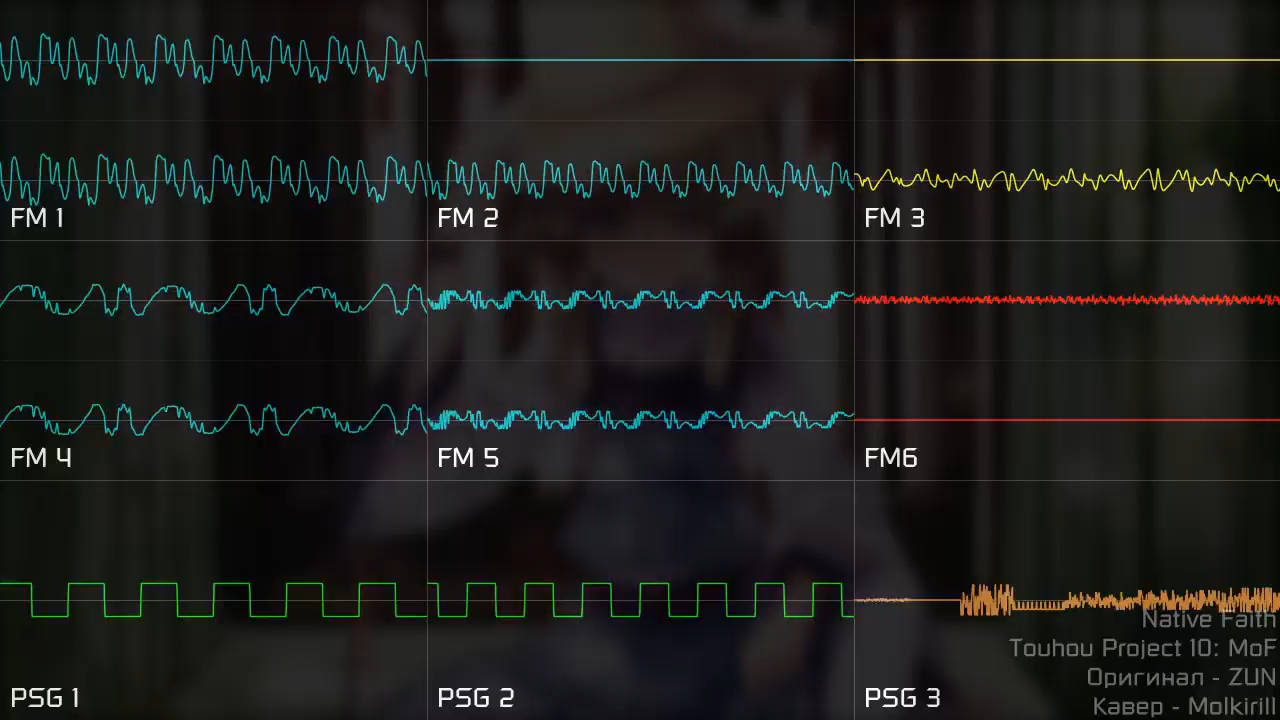 FM 1
FM 2
FM 3
FM 4
FM 5
FM6
PSG 1
PSG 2
PSG 3
Native Faith
Touhou Project 10: MoF
Оригинал - ZUN
Кавер - Molkirill